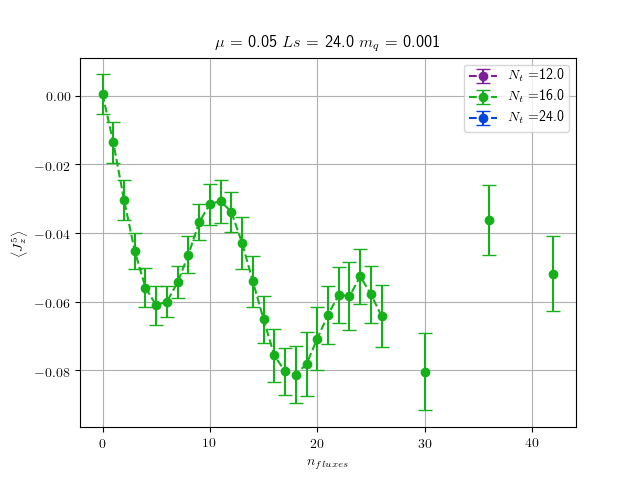 μ = 0.05 Ls = 24.0 m_q = 0.001
N_t =12.0
N_t =16.0
N_t =24.0
0.00
−0.02
−0.04
−0.06
−0.08
⟨J_z^5⟩
0 10 20 30 40
n_fluxes